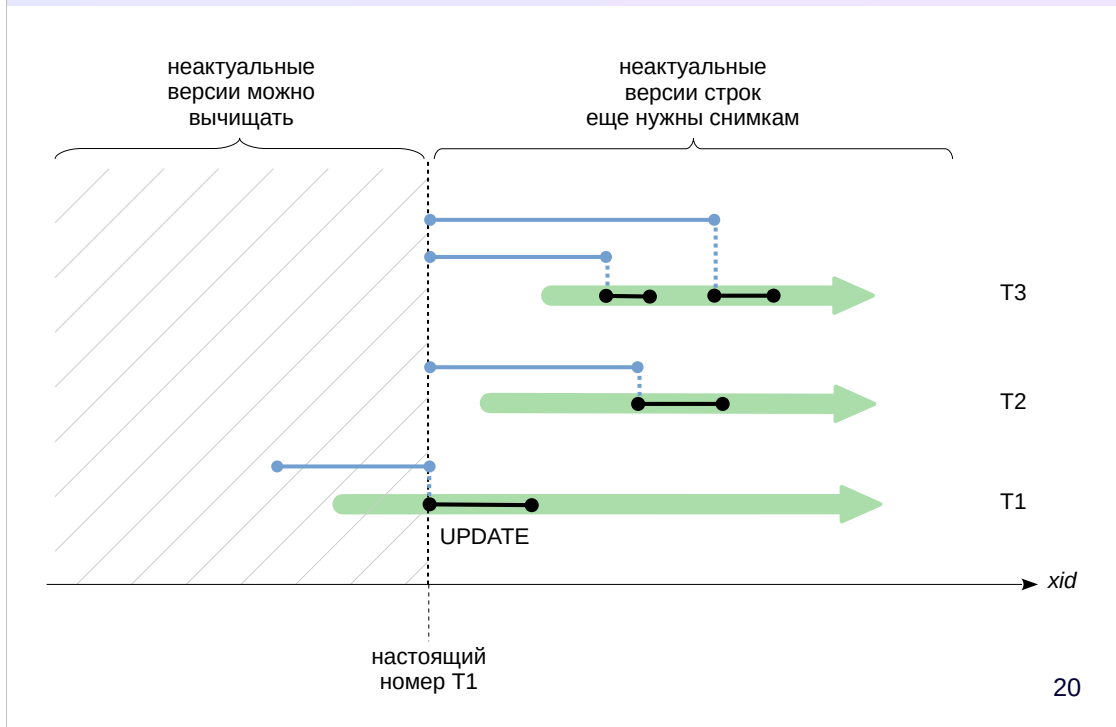 неактуальные
версии можно
вычищать
неактуальные
версии строк
еще нужны снимкам
T3
T2
T1
UPDATE
xid
настоящий
номер T1
20